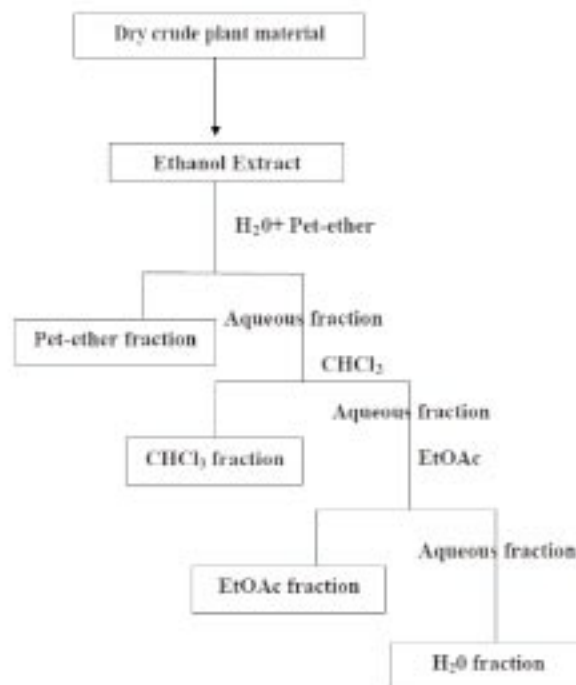 Dry crude plant material
Ethanol Extract
H₂0+ Pet-ether
Aqueous fraction
Pet-ether fraction
CHCl₂
Aqueous fraction
CHCl₃ fraction
EtOAc
Aqueous fraction
EtOAc fraction
H₂0 fraction